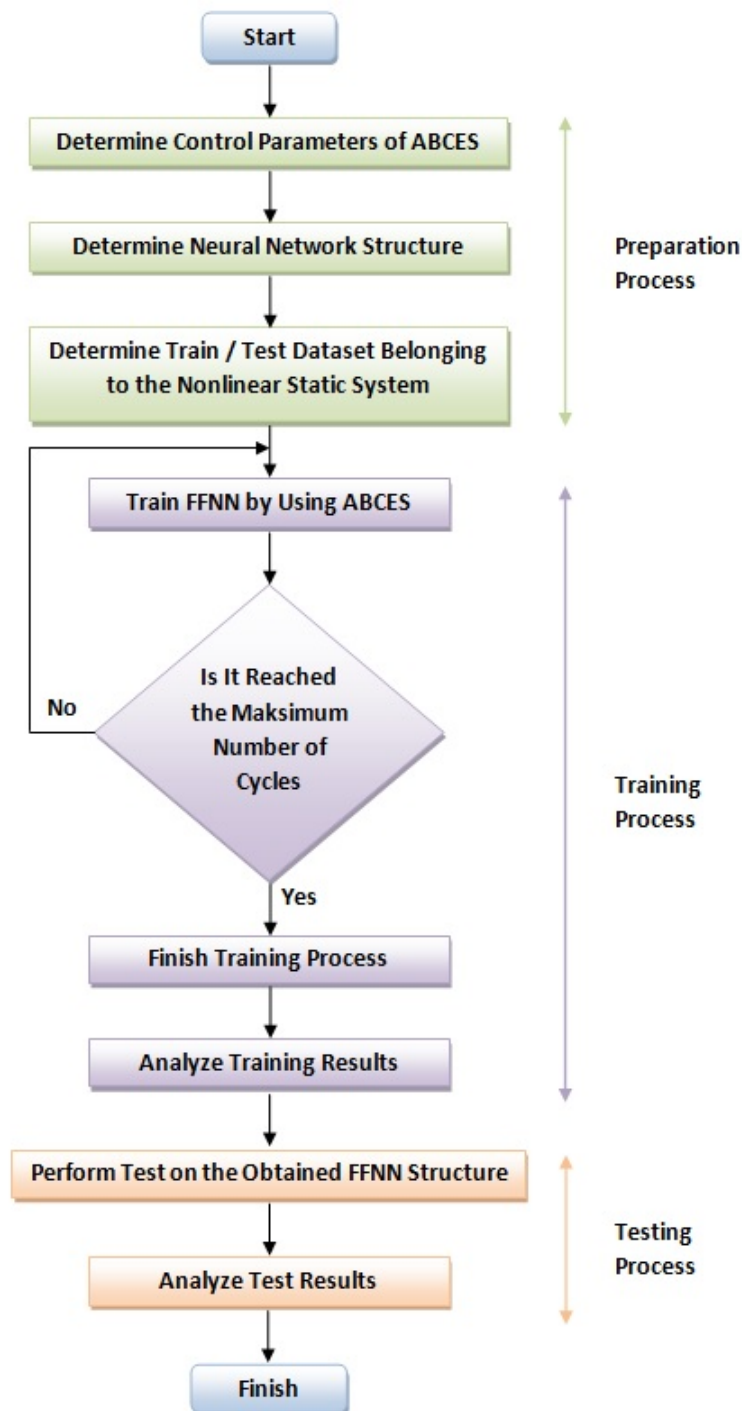 Start
Determine Control Parameters of ABCES
Determine Neural Network Structure
Preparation
Process
Determine Train / Test Dataset Belonging
to the Nonlinear Static System
Train FFNN by Using ABCES
Is It Reached
the Maksimum
Number of
Cycles
No
Yes
Training
Process
Finish Training Process
Analyze Training Results
Perform Test on the Obtained FFNN Structure
Testing
Process
Analyze Test Results
Finish